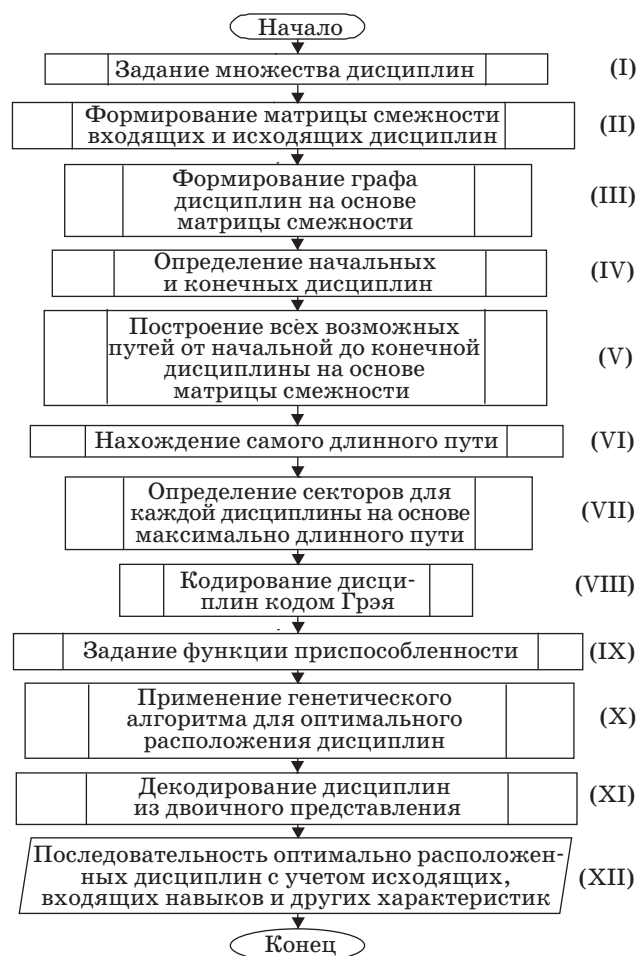 Начало
Задание множества дисциплин (I)
Формирование матрицы смежности
входящих и исходящих дисциплин (II)
Формирование графа
дисциплин на основе (III)
матрицы смежности
Определение начальных (IV)
и конечных дисциплин
Построение всех возможных
путей от начальной до конечной
дисциплины на основе (V)
матрицы смежности
Нахождение самого длинного пути (VI)
Определение секторов для
каждой дисциплины на основе (VII)
максимально длинного пути
Кодирование дисци- (VIII)
плин кодом Грэя
Задание функции приспособленности (IX)
Применение генетического
алгоритма для оптимального (X)
расположения дисциплин
Декодирование дисциплин (XI)
из двоичного представления
Последовательность оптимально расположен-
ных дисциплин с учетом исходящих, (XII)
входящих навыков и других характеристик
Конец